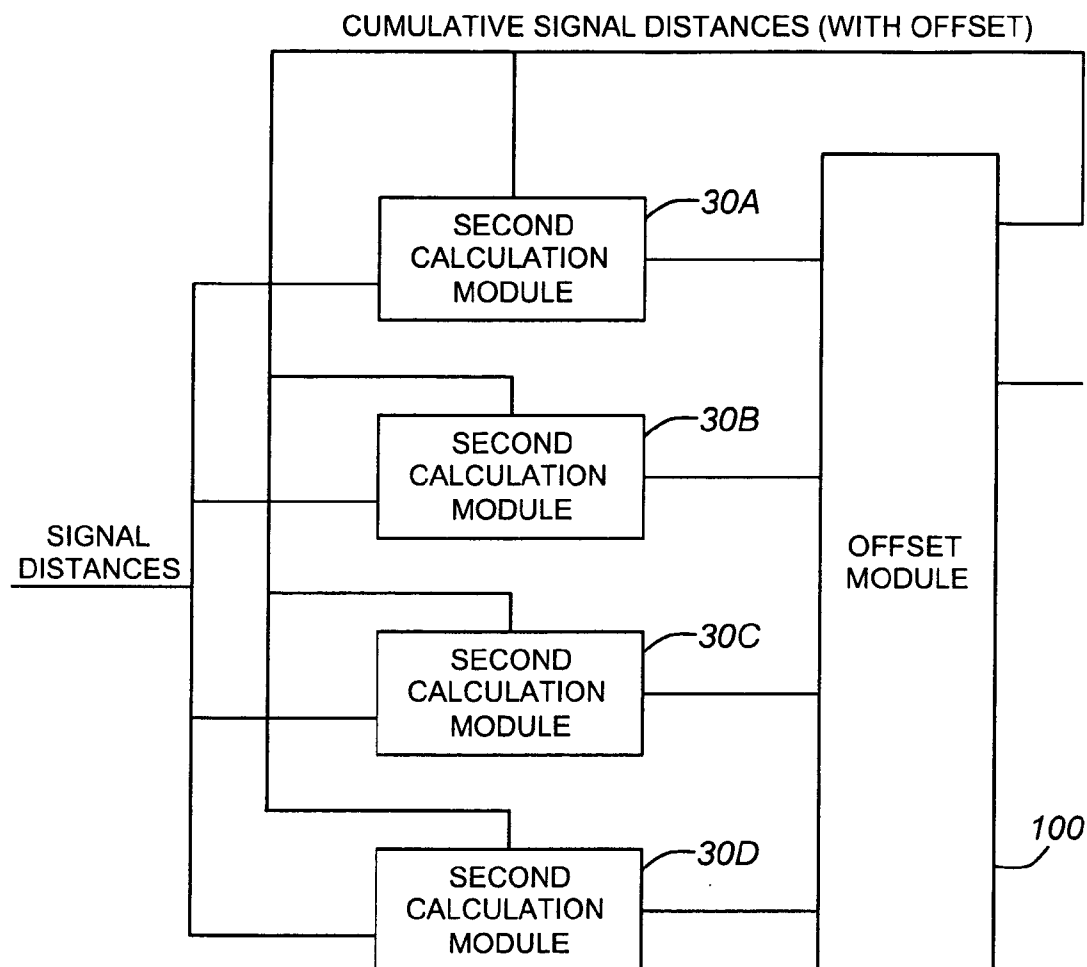 CUMULATIVE SIGNAL DISTANCES (WITH OFFSET)
30A
SECOND
CALCULATION
MODULE
30B
SECOND
CALCULATION
MODULE
SIGNAL
DISTANCES
OFFSET
MODULE
30C
SECOND
CALCULATION
MODULE
100
30D
SECOND
CALCULATION
MODULE